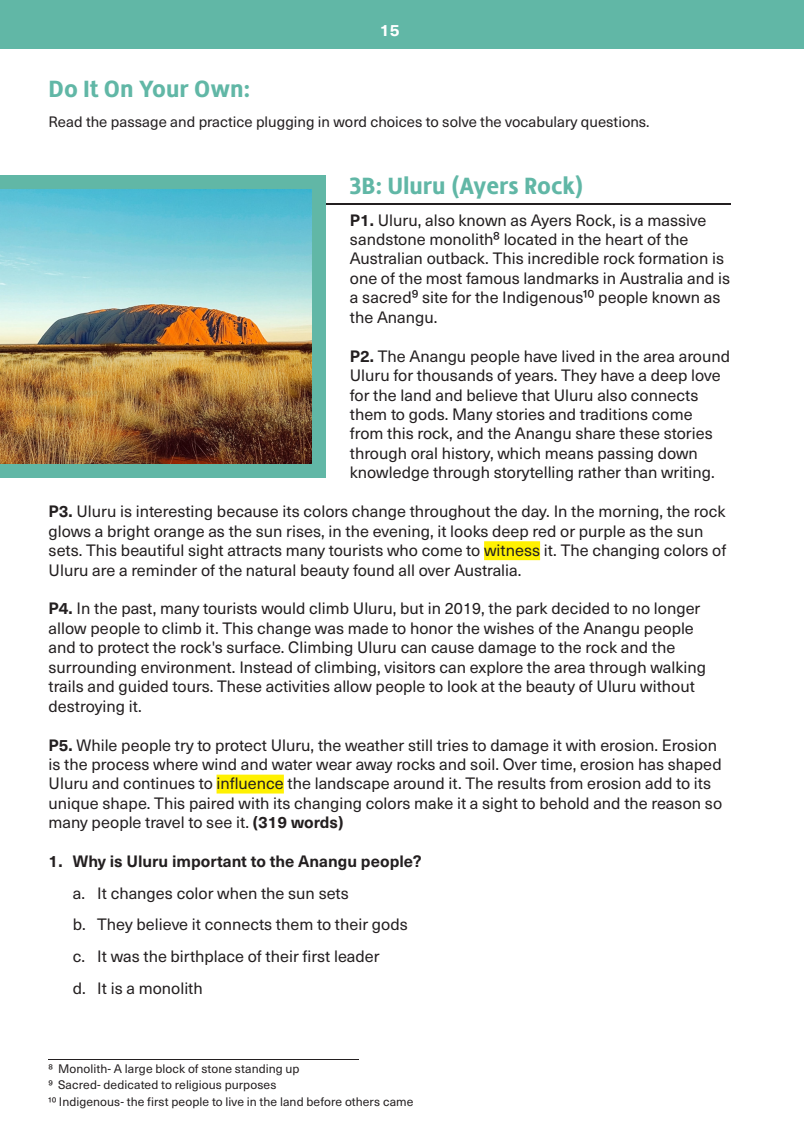 15
Do It On Your Own:
Read the passage and practice plugging in word choices to solve the vocabulary questions.
3B: Uluru (Ayers Rock)
P1. Uluru, also known as Ayers Rock, is a massive
sandstone monolith⁸ located in the heart of the
Australian outback. This incredible rock formation is
one of the most famous landmarks in Australia and is
a sacred⁹ site for the Indigenous¹⁰ people known as
the Anangu.
P2. The Anangu people have lived in the area around
Uluru for thousands of years. They have a deep love
for the land and believe that Uluru also connects
them to gods. Many stories and traditions come
from this rock, and the Anangu share these stories
through oral history, which means passing down
knowledge through storytelling rather than writing.
P3. Uluru is interesting because its colors change throughout the day. In the morning, the rock
glows a bright orange as the sun rises, in the evening, it looks deep red or purple as the sun
sets. This beautiful sight attracts many tourists who come to witness it. The changing colors of
Uluru are a reminder of the natural beauty found all over Australia.
P4. In the past, many tourists would climb Uluru, but in 2019, the park decided to no longer
allow people to climb it. This change was made to honor the wishes of the Anangu people
and to protect the rock's surface. Climbing Uluru can cause damage to the rock and the
surrounding environment. Instead of climbing, visitors can explore the area through walking
trails and guided tours. These activities allow people to look at the beauty of Uluru without
destroying it.
P5. While people try to protect Uluru, the weather still tries to damage it with erosion. Erosion
is the process where wind and water wear away rocks and soil. Over time, erosion has shaped
Uluru and continues to influence the landscape around it. The results from erosion add to its
unique shape. This paired with its changing colors make it a sight to behold and the reason so
many people travel to see it. (319 words)
1. Why is Uluru important to the Anangu people?
a. It changes color when the sun sets
b. They believe it connects them to their gods
c. It was the birthplace of their first leader
d. It is a monolith
⁸ Monolith- A large block of stone standing up
⁹ Sacred- dedicated to religious purposes
¹⁰ Indigenous- the first people to live in the land before others came